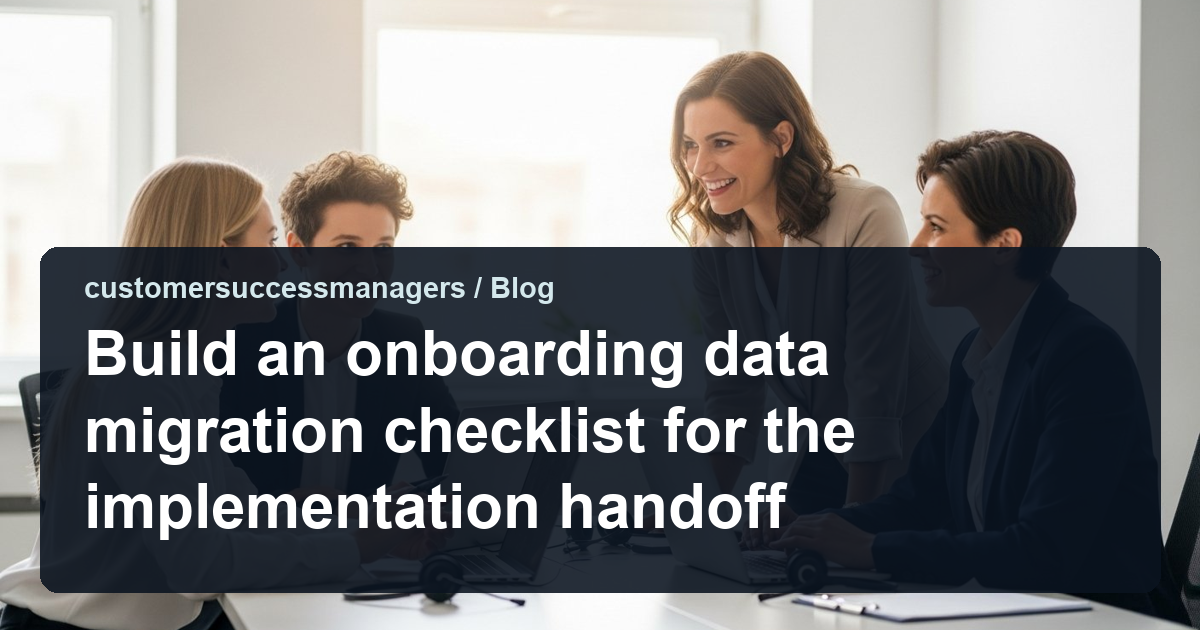 customersuccessmanagers / Blog
Build an onboarding data
migration checklist for the
implementation handoff